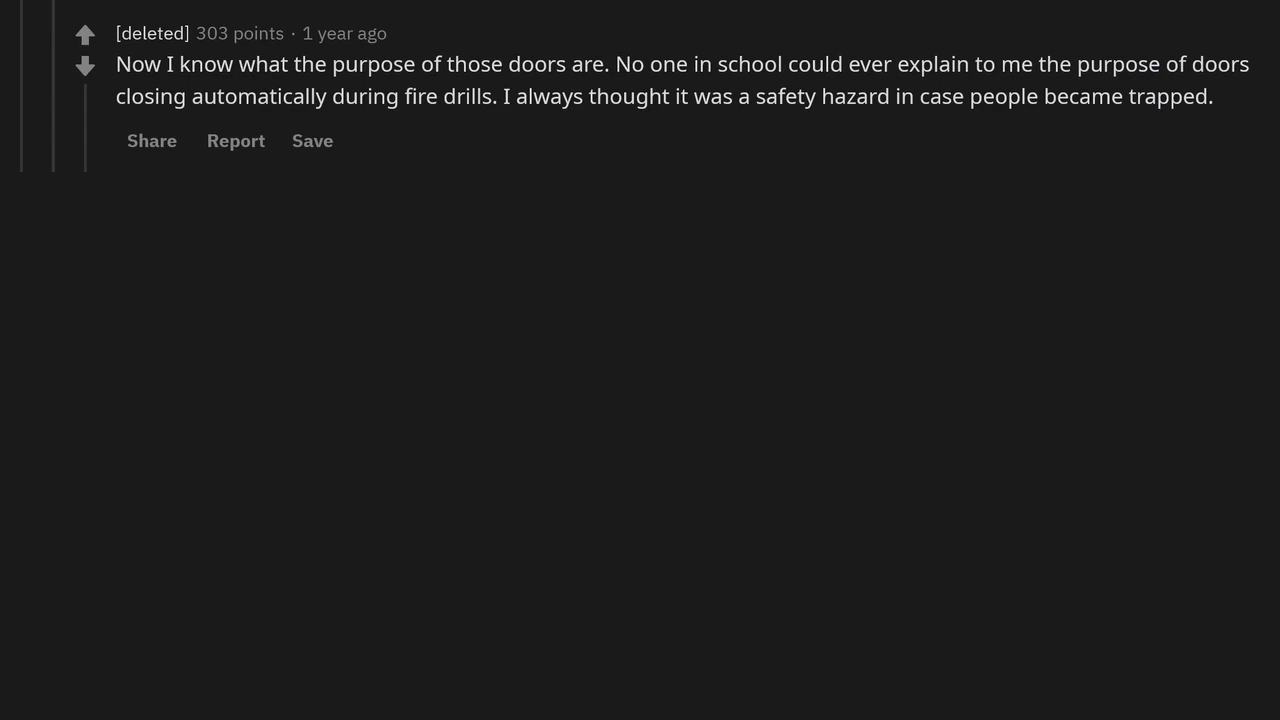 [deleted] 303 points · 1 year ago
Now I know what the purpose of those doors are. No one in school could ever explain to me the purpose of doors
closing automatically during fire drills. I always thought it was a safety hazard in case people became trapped.
Share Report Save